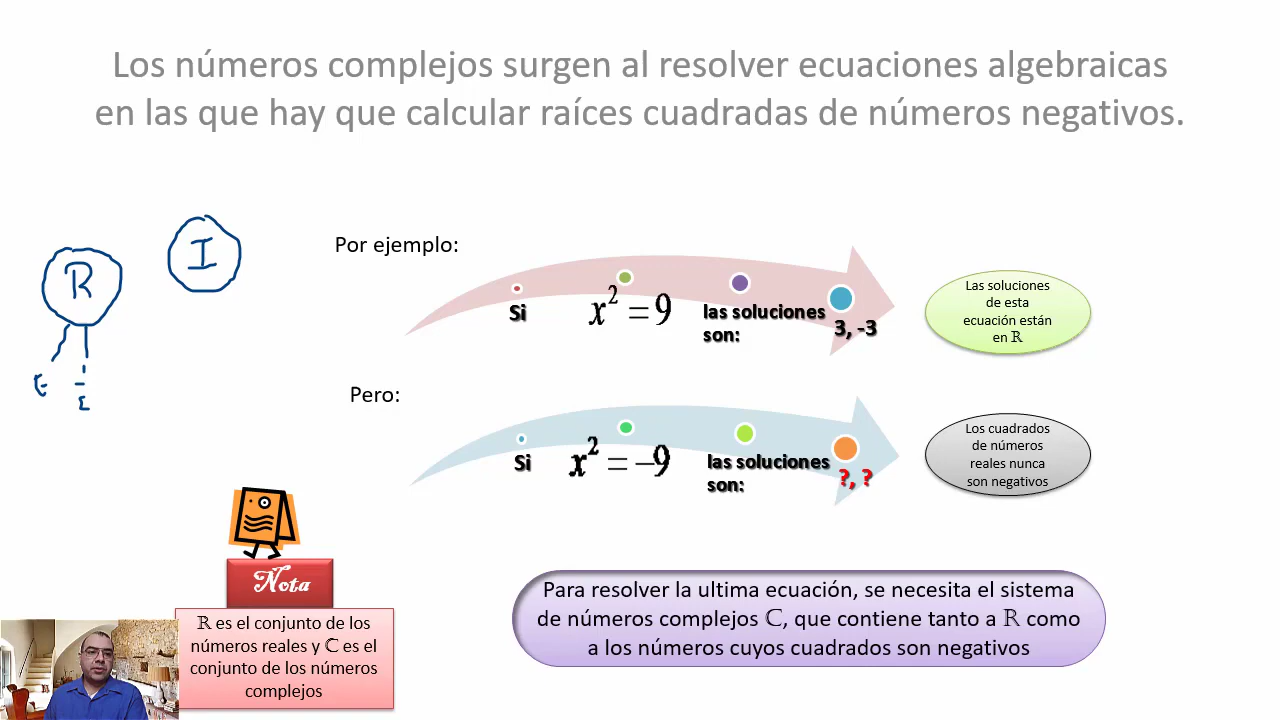 Los números complejos surgen al resolver ecuaciones algebraicas
en las que hay que calcular raíces cuadradas de números negativos.
R
I
Por ejemplo:
Si
x² = 9
las soluciones
son:
3, -3
Las soluciones
de esta
ecuación están
en ℝ
Pero:
Si
x² = –9
las soluciones
son:
?, ?
Los cuadrados
de números
reales nunca
son negativos
Nota
ℝ es el conjunto de los
números reales y ℂ es el
conjunto de los números
complejos
Para resolver la ultima ecuación, se necesita el sistema
de números complejos ℂ, que contiene tanto a ℝ como
a los números cuyos cuadrados son negativos